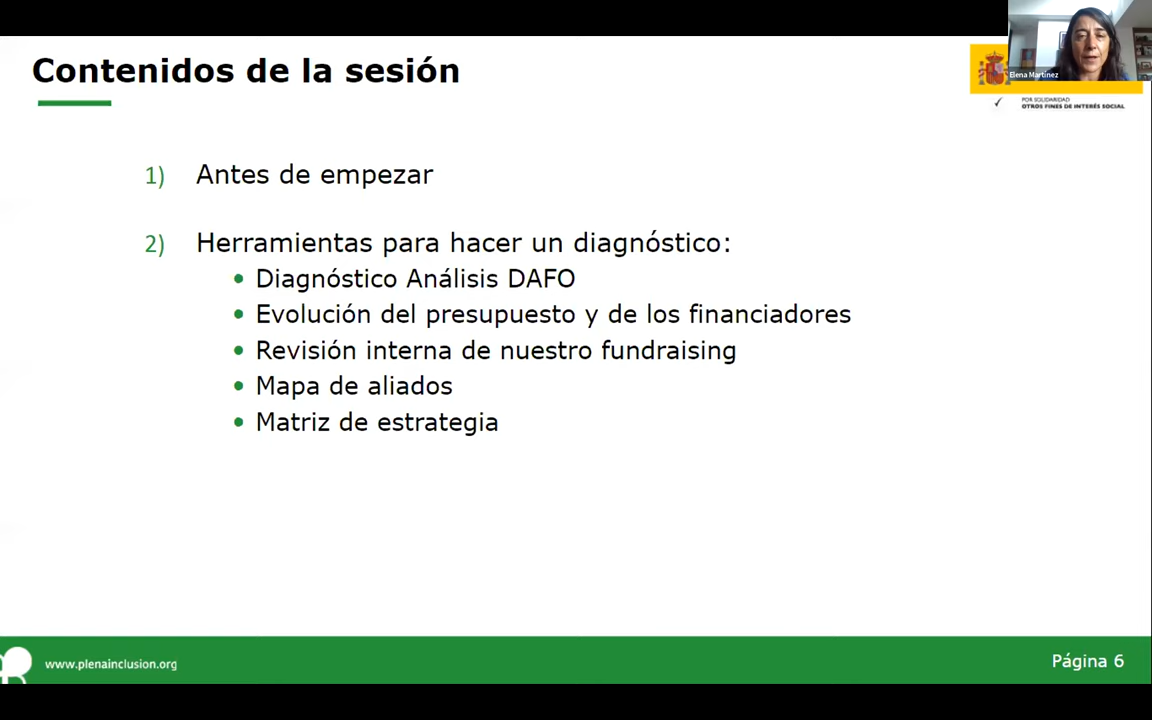 Contenidos de la sesión
Elena Martínez
POR SOLIDARIDAD
OTROS FINES DE INTERÉS SOCIAL
1) Antes de empezar
2) Herramientas para hacer un diagnóstico:
• Diagnóstico Análisis DAFO
• Evolución del presupuesto y de los financiadores
• Revisión interna de nuestro fundraising
• Mapa de aliados
• Matriz de estrategia
www.plenainclusion.org
Página 6